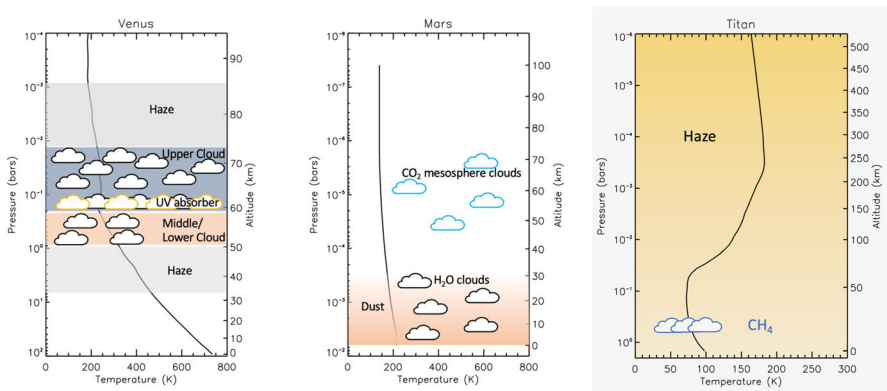 Venus
10⁻⁴
10⁻³
10⁻²
10⁻¹
10⁰
10¹
10²
Pressure (bars)
Haze
Upper Cloud
UV absorber
Middle/
Lower Cloud
Haze
90
80
70
60
50
40
30
20
10
0
Altitude (km)
0 200 400 600 800
Temperature (K)
Mars
10⁻⁸
10⁻⁷
10⁻⁶
10⁻⁵
10⁻⁴
10⁻³
10⁻²
Pressure (bars)
CO₂ mesosphere clouds
H₂O clouds
Dust
100
90
80
70
60
50
40
30
20
10
0
Altitude (km)
0 200 400 600 800
Temperature (K)
Titan
10⁻⁶
10⁻⁵
10⁻⁴
10⁻³
10⁻²
10⁻¹
10⁰
Pressure (bars)
Haze
CH₄
500
450
400
350
300
250
200
150
100
50
0
Altitude (km)
0 50 100 150 200 250 300
Temperature (K)